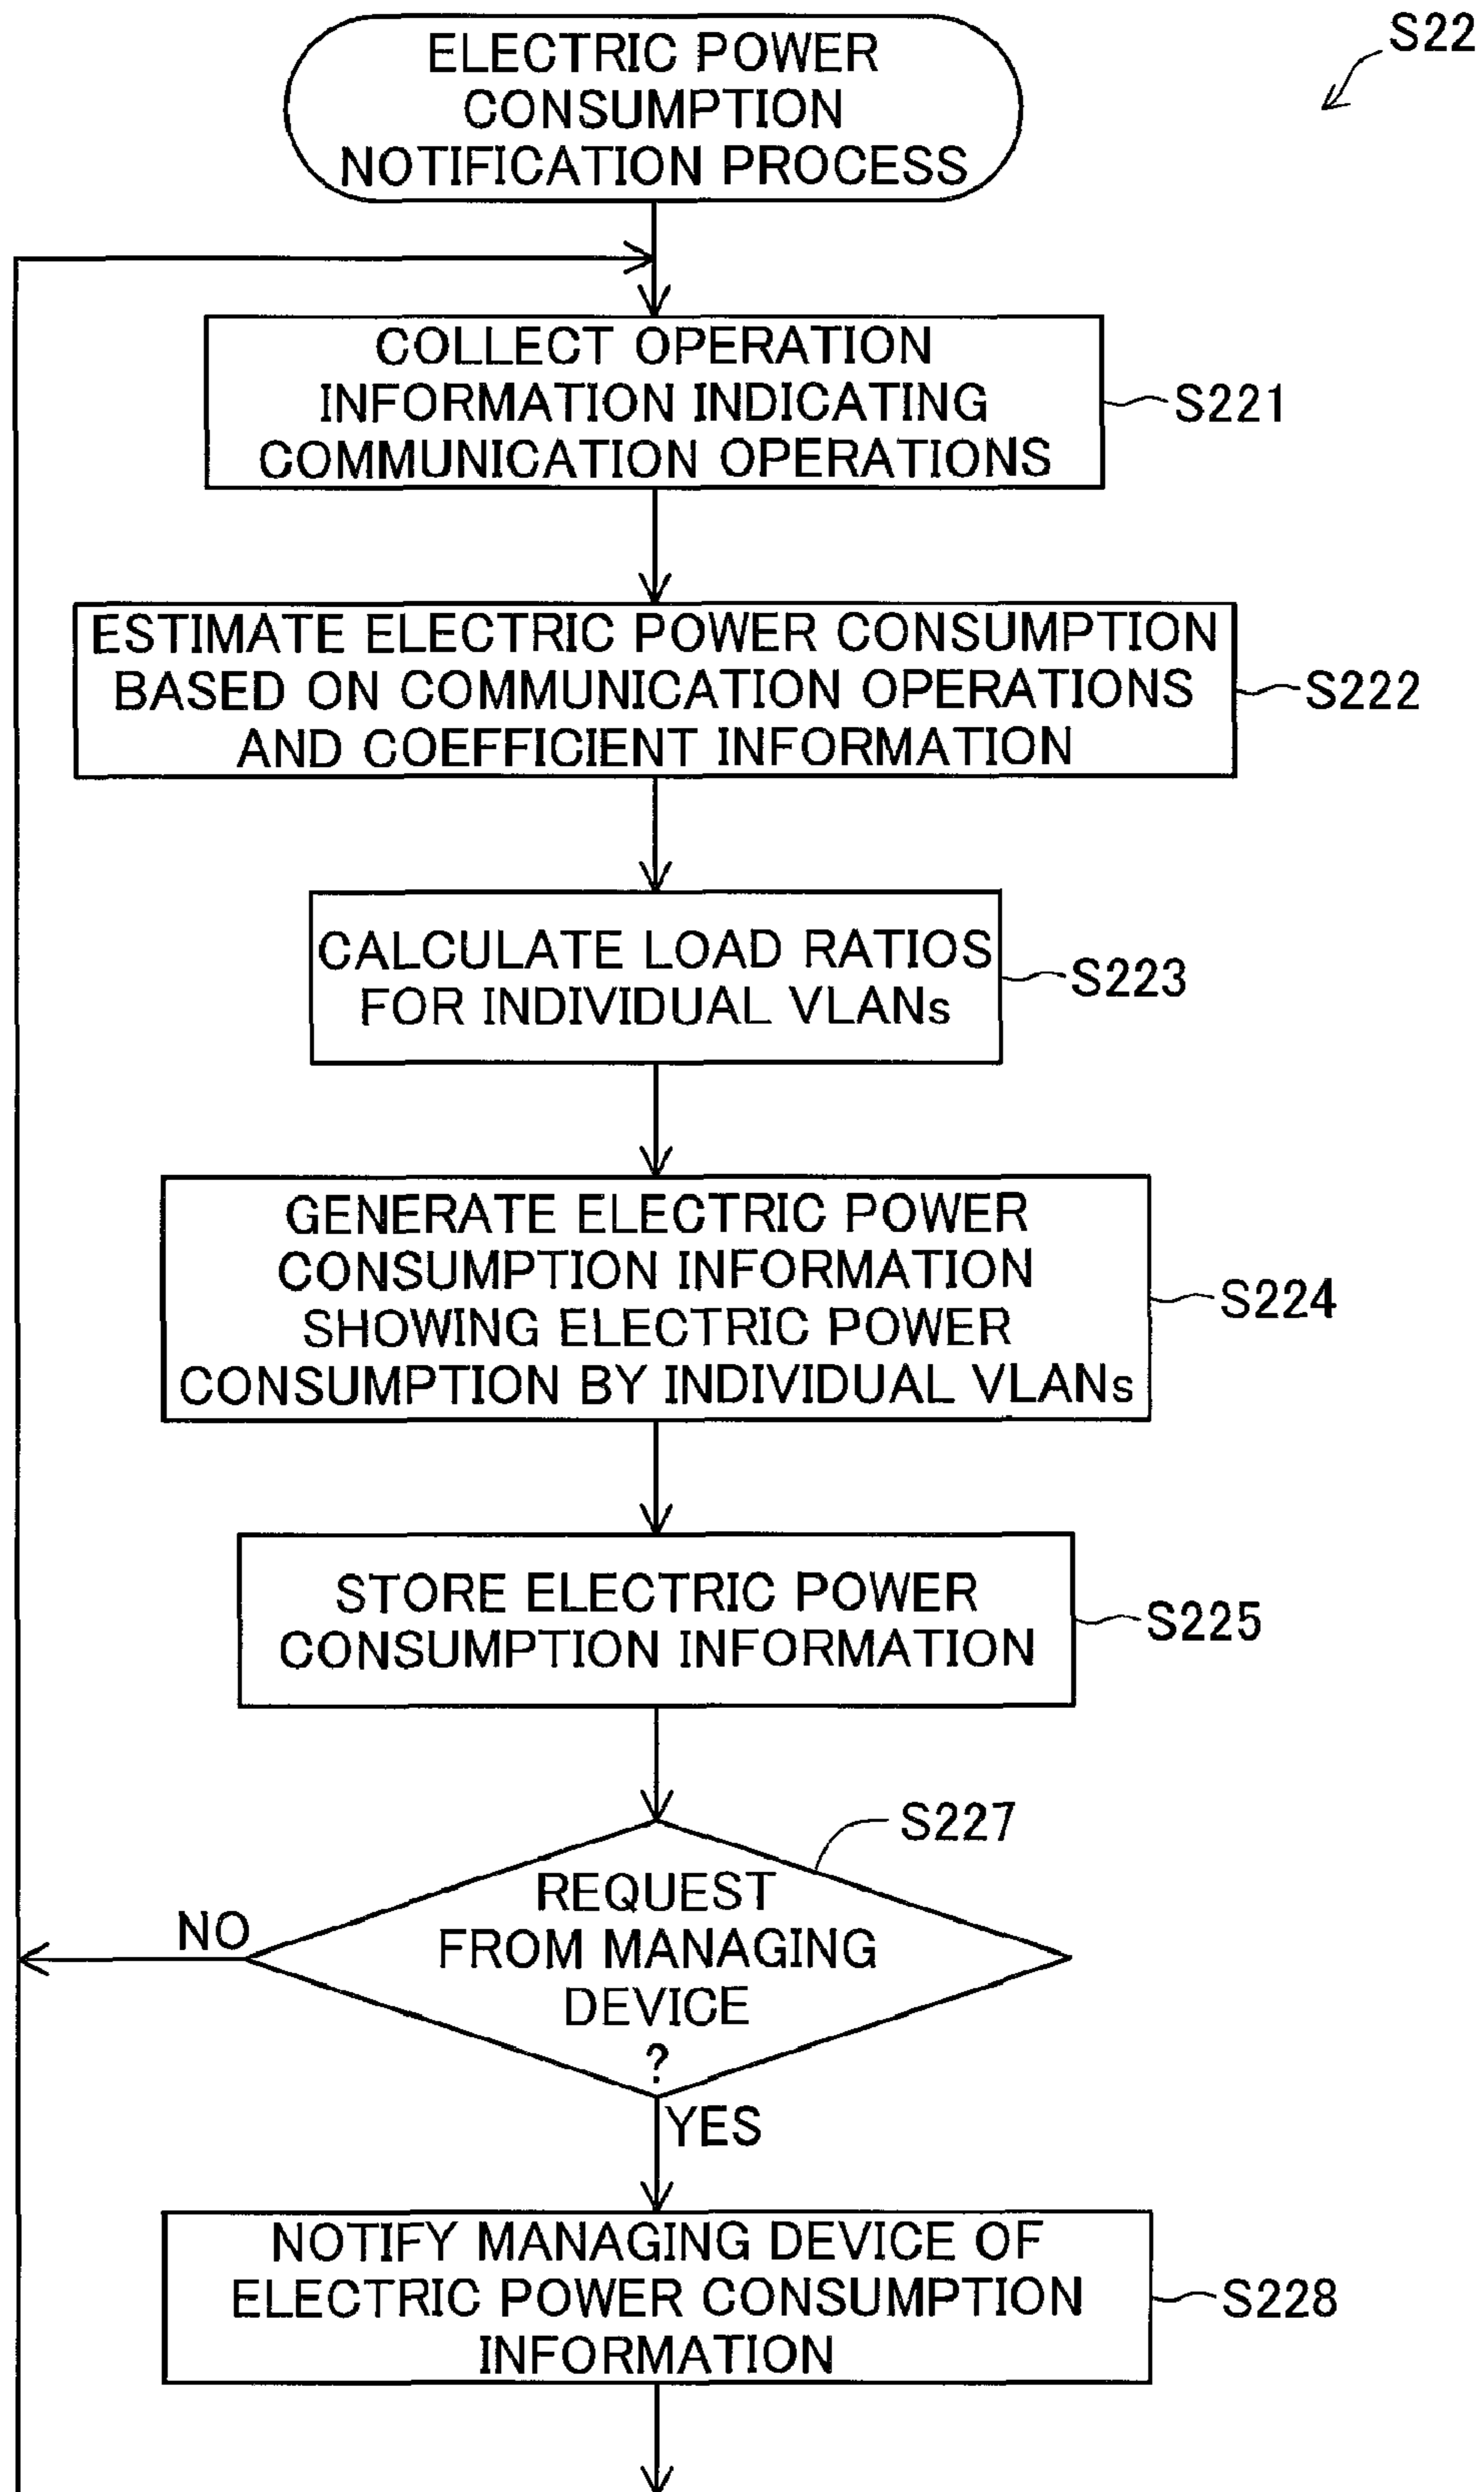 S22
ELECTRIC POWER
CONSUMPTION
NOTIFICATION PROCESS
COLLECT OPERATION
INFORMATION INDICATING
COMMUNICATION OPERATIONS
S221
ESTIMATE ELECTRIC POWER CONSUMPTION
BASED ON COMMUNICATION OPERATIONS
AND COEFFICIENT INFORMATION
S222
CALCULATE LOAD RATIOS
FOR INDIVIDUAL VLANs
S223
GENERATE ELECTRIC POWER
CONSUMPTION INFORMATION
SHOWING ELECTRIC POWER
CONSUMPTION BY INDIVIDUAL VLANs
S224
STORE ELECTRIC POWER
CONSUMPTION INFORMATION
S225
S227
REQUEST
FROM MANAGING
DEVICE
?
NO
YES
NOTIFY MANAGING DEVICE OF
ELECTRIC POWER CONSUMPTION
INFORMATION
S228